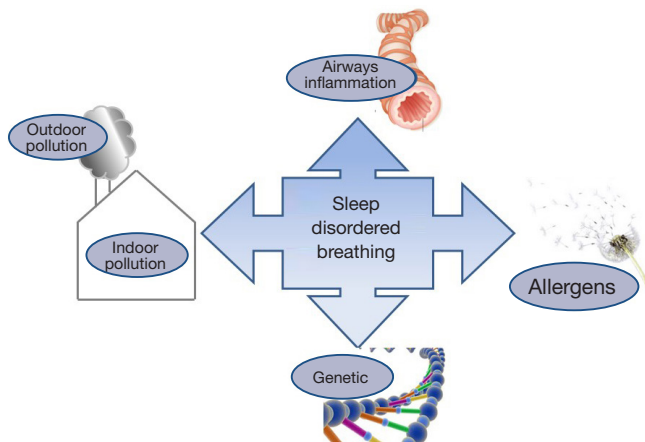 Airways
inflammation
Outdoor
pollution
Sleep
disordered
breathing
Indoor
pollution
Allergens
Genetic